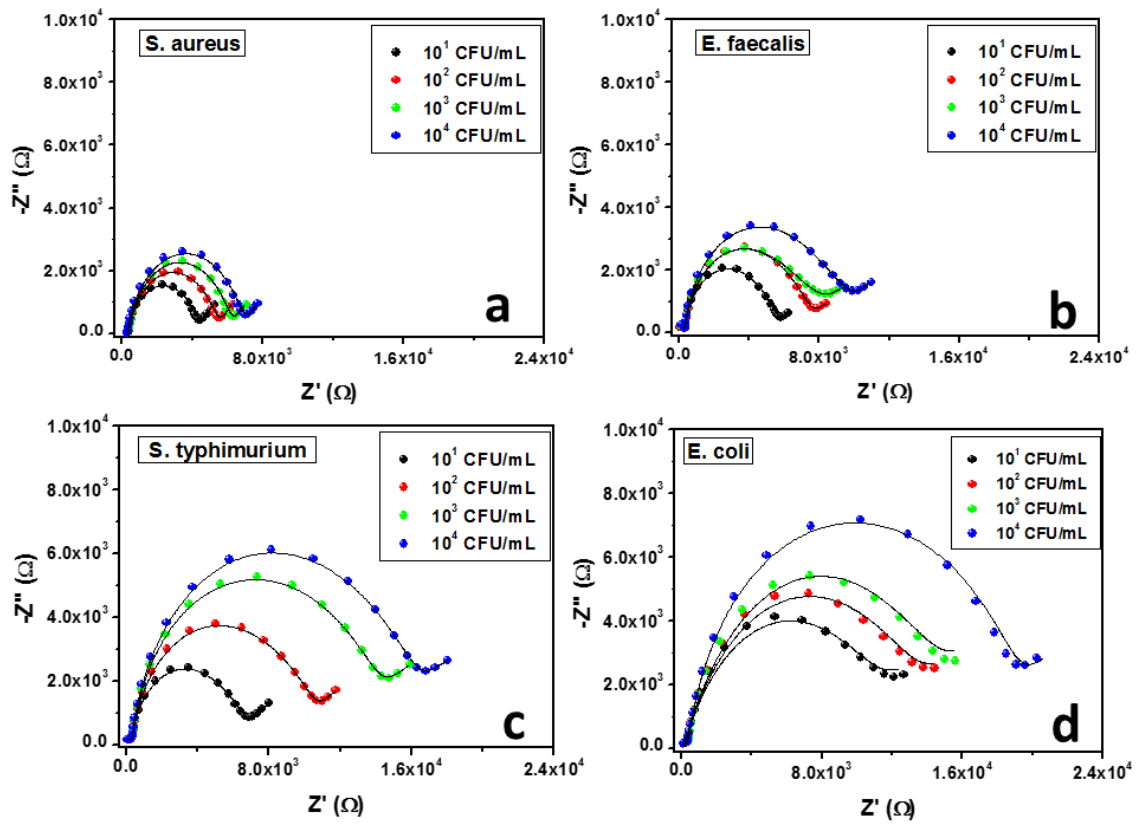 S. aureus
10¹ CFU/mL
10² CFU/mL
10³ CFU/mL
10⁴ CFU/mL
1.0x10⁴
8.0x10³
6.0x10³
4.0x10³
2.0x10³
0.0
-Z'' (Ω)
0.0 8.0x10³ 1.6x10⁴ 2.4x10⁴
Z' (Ω)
a
E. faecalis
10¹ CFU/mL
10² CFU/mL
10³ CFU/mL
10⁴ CFU/mL
1.0x10⁴
8.0x10³
6.0x10³
4.0x10³
2.0x10³
0.0
-Z'' (Ω)
0.0 8.0x10³ 1.6x10⁴ 2.4x10⁴
Z' (Ω)
b
S. typhimurium
10¹ CFU/mL
10² CFU/mL
10³ CFU/mL
10⁴ CFU/mL
1.0x10⁴
8.0x10³
6.0x10³
4.0x10³
2.0x10³
0.0
-Z'' (Ω)
0.0 8.0x10³ 1.6x10⁴ 2.4x10⁴
Z' (Ω)
c
E. coli
10¹ CFU/mL
10² CFU/mL
10³ CFU/mL
10⁴ CFU/mL
1.0x10⁴
8.0x10³
6.0x10³
4.0x10³
2.0x10³
0.0
-Z'' (Ω)
0.0 8.0x10³ 1.6x10⁴ 2.4x10⁴
Z' (Ω)
d